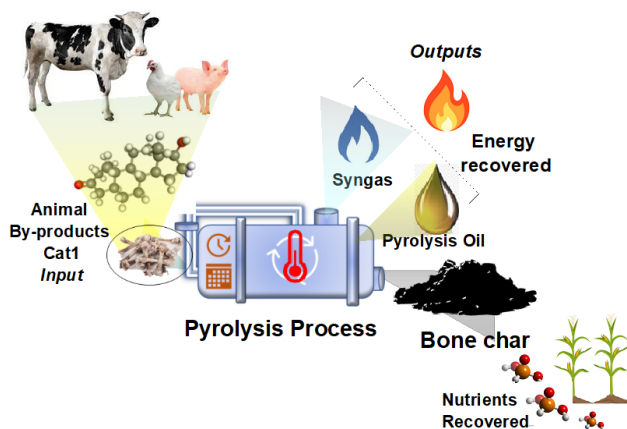 Outputs
Energy
recovered
Syngas
Pyrolysis Oil
Animal
By-products
Cat1
Input
Pyrolysis Process
Bone char
Nutrients
Recovered